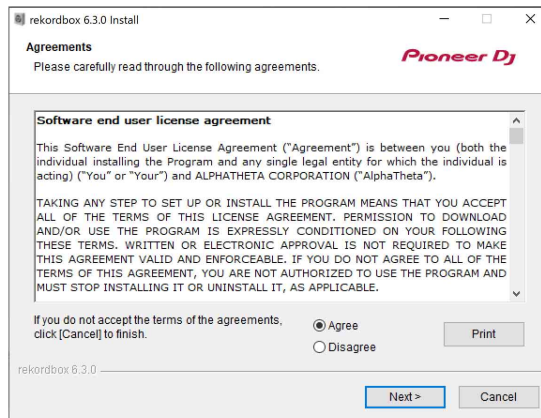 rekordbox 6.3.0 Install
Agreements
Please carefully read through the following agreements.
Pioneer Dj
Software end user license agreement
This Software End User License Agreement (“Agreement”) is between you (both the
individual installing the Program and any single legal entity for which the individual is
acting) (“You” or “Your”) and ALPHATHETA CORPORATION (“AlphaTheta”).
TAKING ANY STEP TO SET UP OR INSTALL THE PROGRAM MEANS THAT YOU ACCEPT
ALL OF THE TERMS OF THIS LICENSE AGREEMENT. PERMISSION TO DOWNLOAD
AND/OR USE THE PROGRAM IS EXPRESSLY CONDITIONED ON YOUR FOLLOWING
THESE TERMS. WRITTEN OR ELECTRONIC APPROVAL IS NOT REQUIRED TO MAKE
THIS AGREEMENT VALID AND ENFORCEABLE. IF YOU DO NOT AGREE TO ALL OF THE
TERMS OF THIS AGREEMENT, YOU ARE NOT AUTHORIZED TO USE THE PROGRAM AND
MUST STOP INSTALLING IT OR UNINSTALL IT, AS APPLICABLE.
If you do not accept the terms of the agreements,
click [Cancel] to finish.
Agree
Disagree
Print
rekordbox 6.3.0
Next >
Cancel